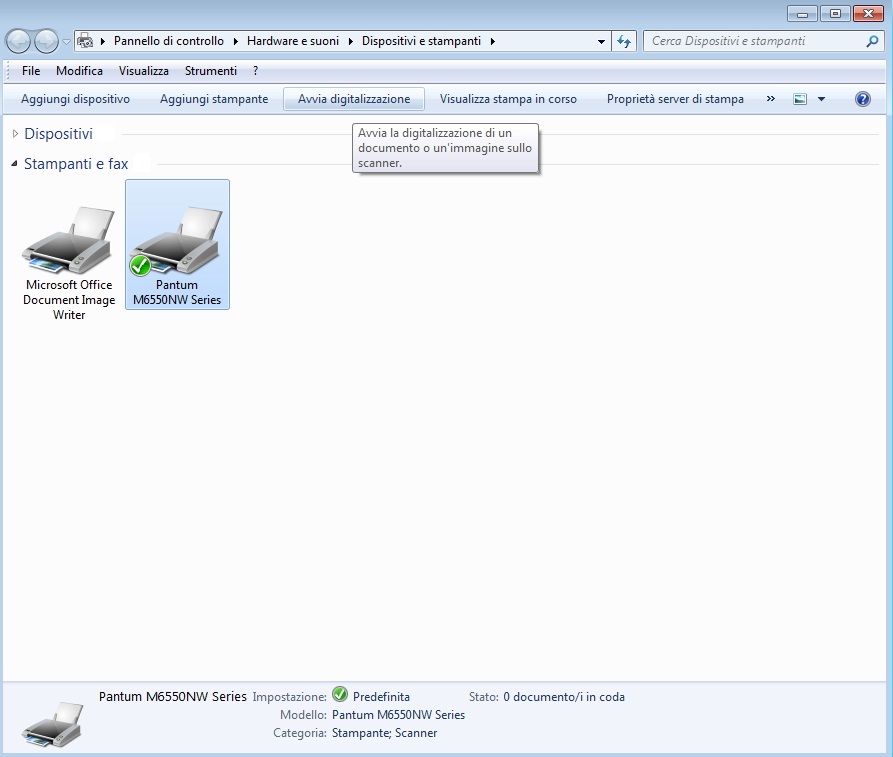 Pannello di controllo Hardware e suoni Dispositivi e stampanti Cerca Dispositivi e stampanti
File Modifica Visualizza Strumenti ?
Aggiungi dispositivo Aggiungi stampante Avvia digitalizzazione Visualizza stampa in corso Proprietà server di stampa » ?
Dispositivi
Avvia la digitalizzazione di un
documento o un'immagine sullo
scanner.
Stampanti e fax
Microsoft Office
Document Image
Writer
Pantum
M6550NW Series
Pantum M6550NW Series Impostazione: Predefinita Stato: 0 documento/i in coda
Modello: Pantum M6550NW Series
Categoria: Stampante; Scanner